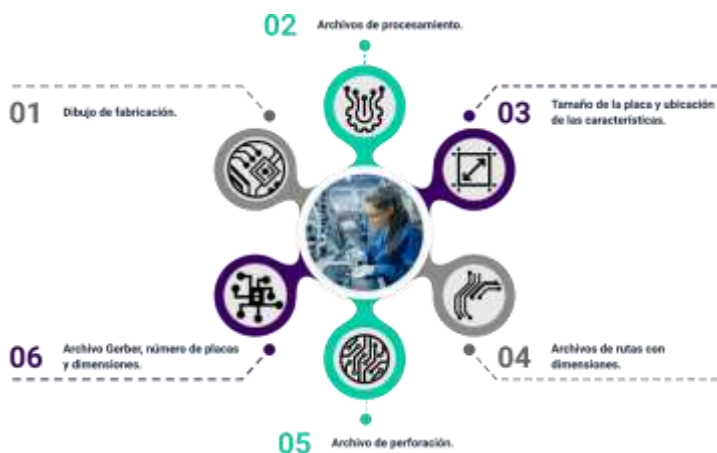 01
Dibujo de fabricación.
02
Archivos de procesamiento.
03
Tamaño de la placa y ubicación
de las características.
04
Archivos de rutas con
dimensiones.
05
Archivo de perforación.
06
Archivo Gerber, número de placas
y dimensiones.